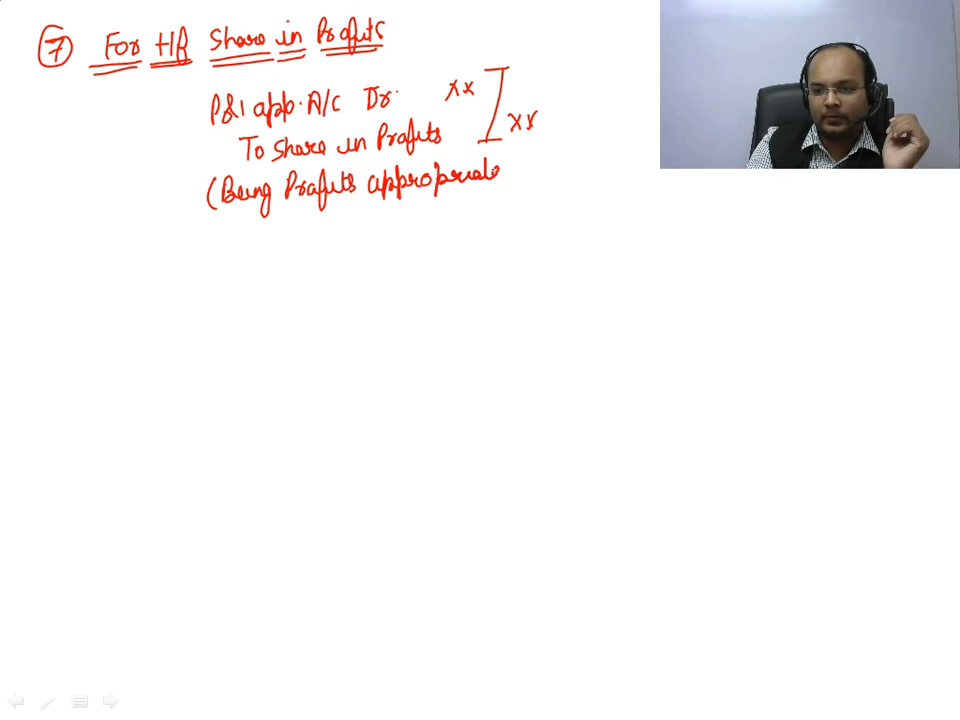 7 For HR Share in Profits
P&l app. A/C Dr. xx
To Share in Profits xx
(Being Profits appropriate